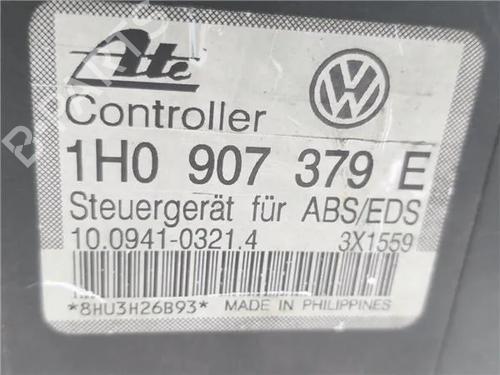 Ate
Controller
1H0 907 379 E
Steuergerät für ABS/EDS
10.0941-0321.4 3X1559
*8HU3H26B93* MADE IN PHILIPPINES